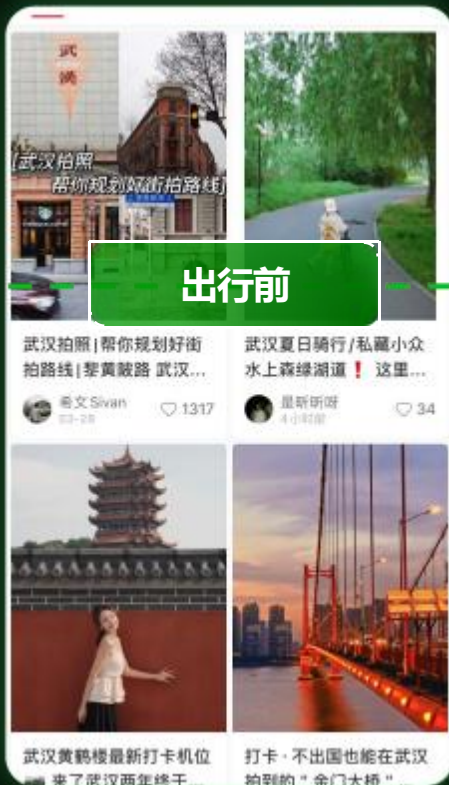 武
漢
[武汉拍照
帮你规划好街拍路线]
出行前
武汉拍照|帮你规划好街
拍路线|黎黄陂路 武汉...
希文Sivan
03-28
1317
武汉夏日骑行/私藏小众
水上森绿湖道❗ 这里...
是昕昕呀
4小时前
34
武汉黄鹤楼最新打卡机位
来了武汉两年终于...
打卡·不出国也能在武汉
拍到的"金门大桥"...